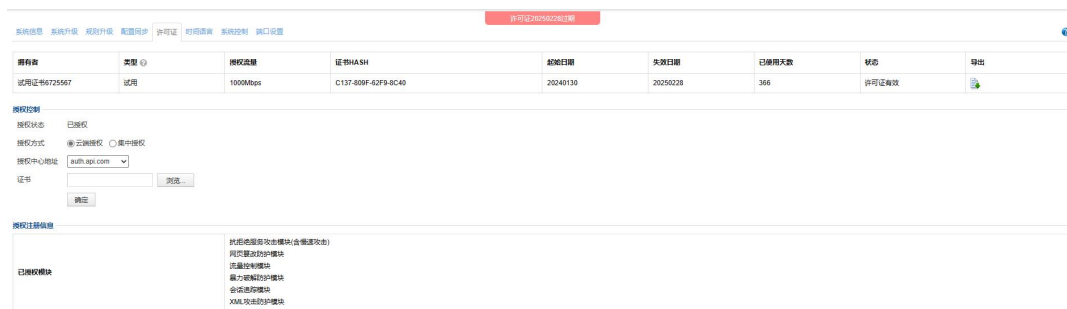 许可证20250228过期
系统信息 系统升级 规则升级 配置同步 许可证 时间语言 系统控制 端口设置
拥有者 类型 授权流量 证书HASH 起始日期 失效日期 已使用天数 状态 导出
试用证书6725567 试用 1000Mbps C137-809F-62F9-8C40 20240130 20250228 366 许可证有效
授权控制
授权状态 已授权
授权方式 云端授权 集中授权
授权中心地址 auth.api.com
证书 浏览...
确定
授权注册信息
已授权模块
抗拒绝服务攻击模块(含慢速攻击)
网页篡改防护模块
流量控制模块
暴力破解防护模块
会话追踪模块
XML攻击防护模块